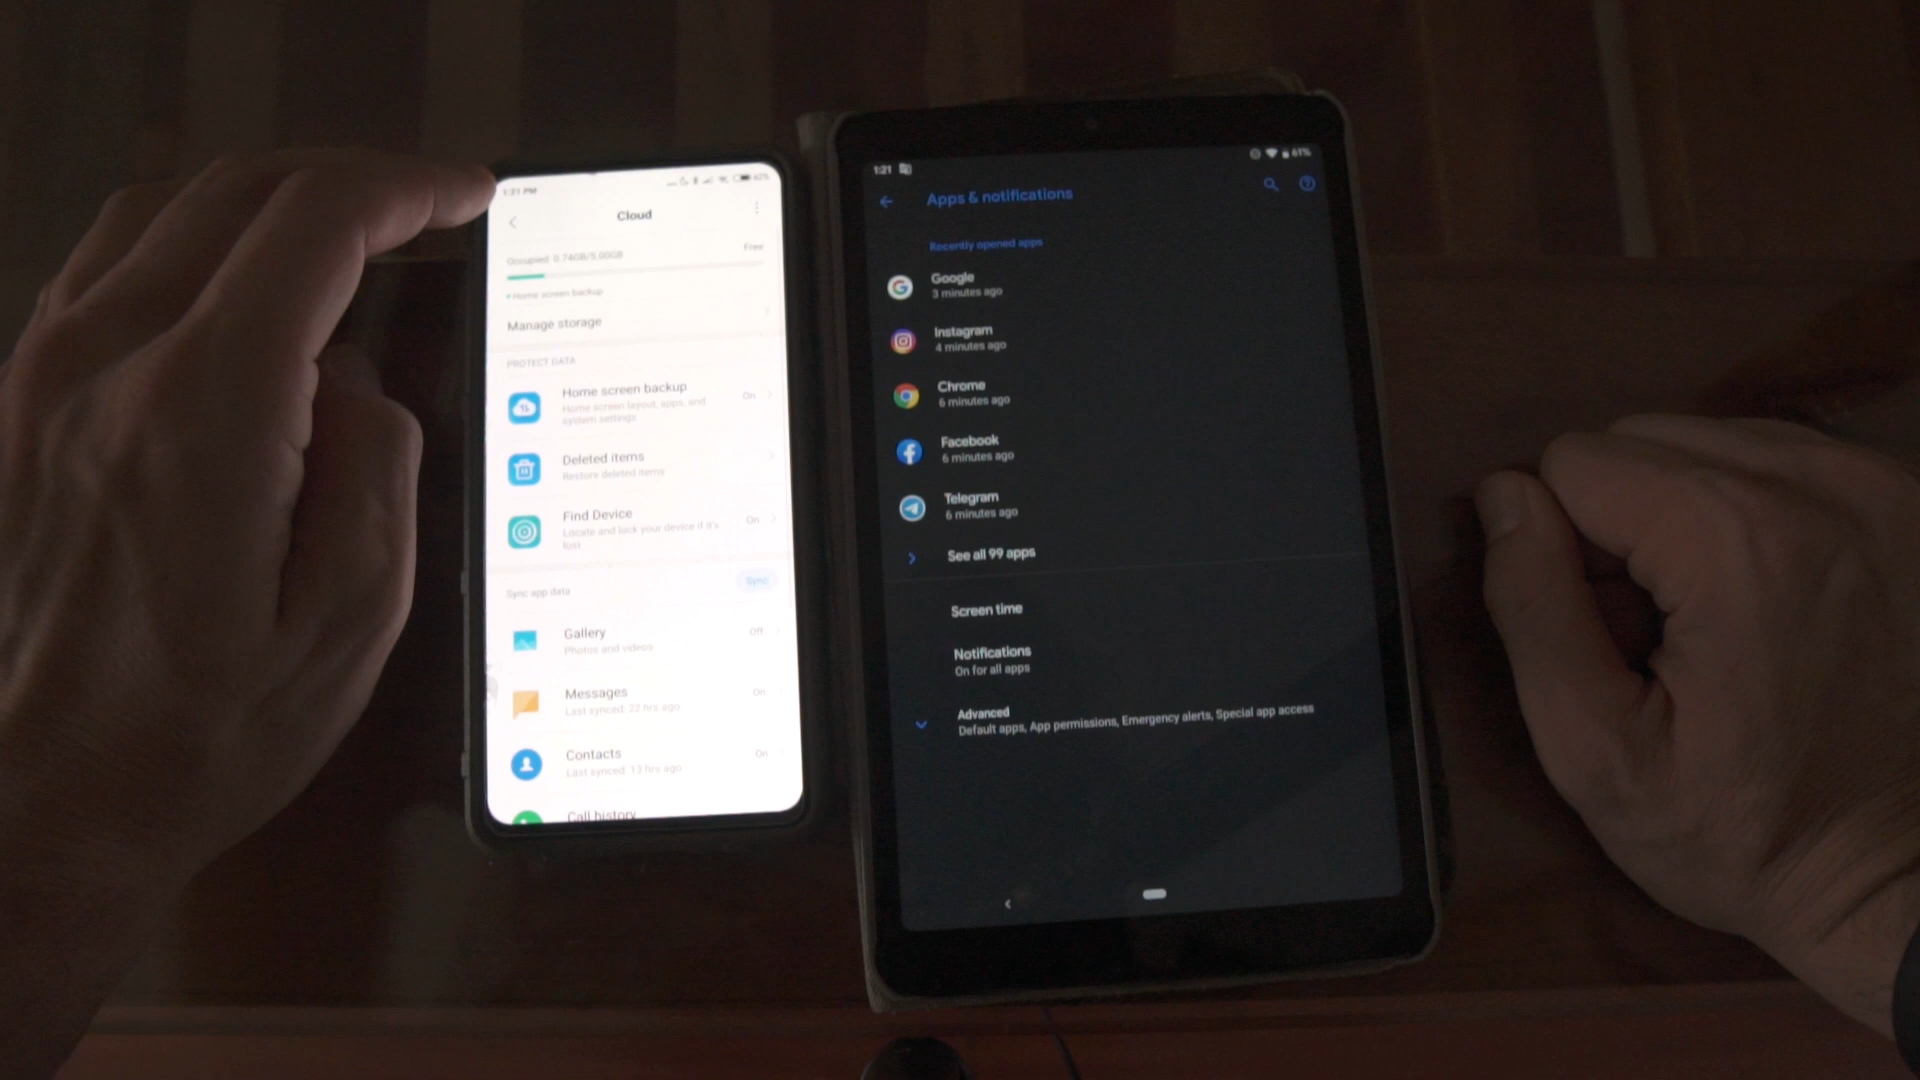 1:21 PM
62%
Cloud
Free
Occupied: 0.74GB/5.00GB
Home screen backup
Manage storage
PROTECT DATA
Home screen backup
Home screen layout, apps, and
system settings
On
Deleted items
Restore deleted items
Find Device
Locate and lock your device if it's
lost
On
Sync app data
Sync
Gallery
Photos and videos
Off
Messages
Last synced: 22 hrs ago
On
Contacts
Last synced: 13 hrs ago
On
Call history
1:21
61%
Apps & notifications
Recently opened apps
Google
3 minutes ago
Instagram
4 minutes ago
Chrome
6 minutes ago
Facebook
6 minutes ago
Telegram
6 minutes ago
See all 99 apps
Screen time
Notifications
On for all apps
Advanced
Default apps, App permissions, Emergency alerts, Special app access